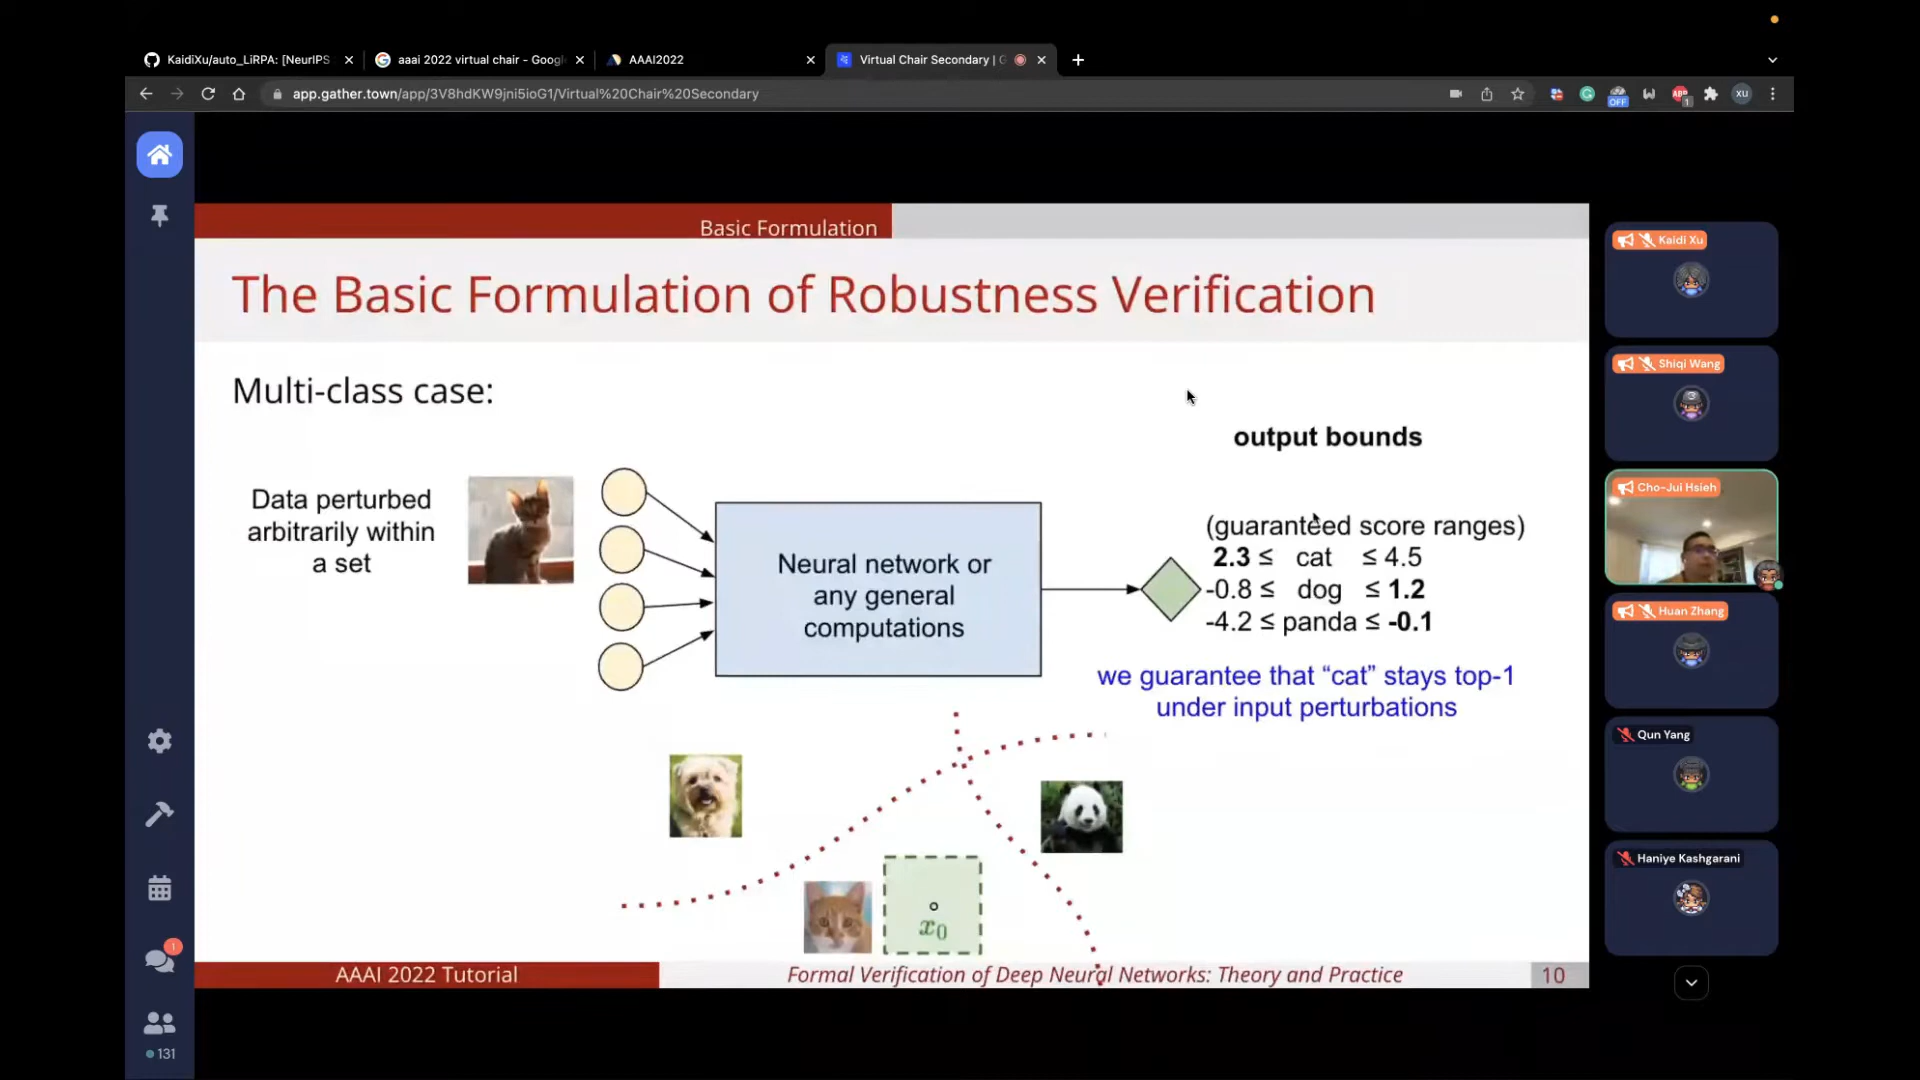 KaidiXu/auto_LiRPA: [NeurIPS
aaai 2022 virtual chair - Googl
AAAI2022
Virtual Chair Secondary | G
app.gather.town/app/3V8hdKW9jni5ioG1/Virtual%20Chair%20Secondary
OFF
ABP
1
XU
Basic Formulation
The Basic Formulation of Robustness Verification
Multi-class case:
output bounds
Data perturbed
arbitrarily within
a set
Neural network or
any general
computations
(guaranteed score ranges)
2.3 ≤ cat ≤ 4.5
-0.8 ≤ dog ≤ 1.2
-4.2 ≤ panda ≤ -0.1
we guarantee that “cat” stays top-1
under input perturbations
x0
AAAI 2022 Tutorial
Formal Verification of Deep Neural Networks: Theory and Practice
10
Kaidi Xu
Shiqi Wang
Cho-Jui Hsieh
Huan Zhang
Qun Yang
Haniye Kashgarani
1
131